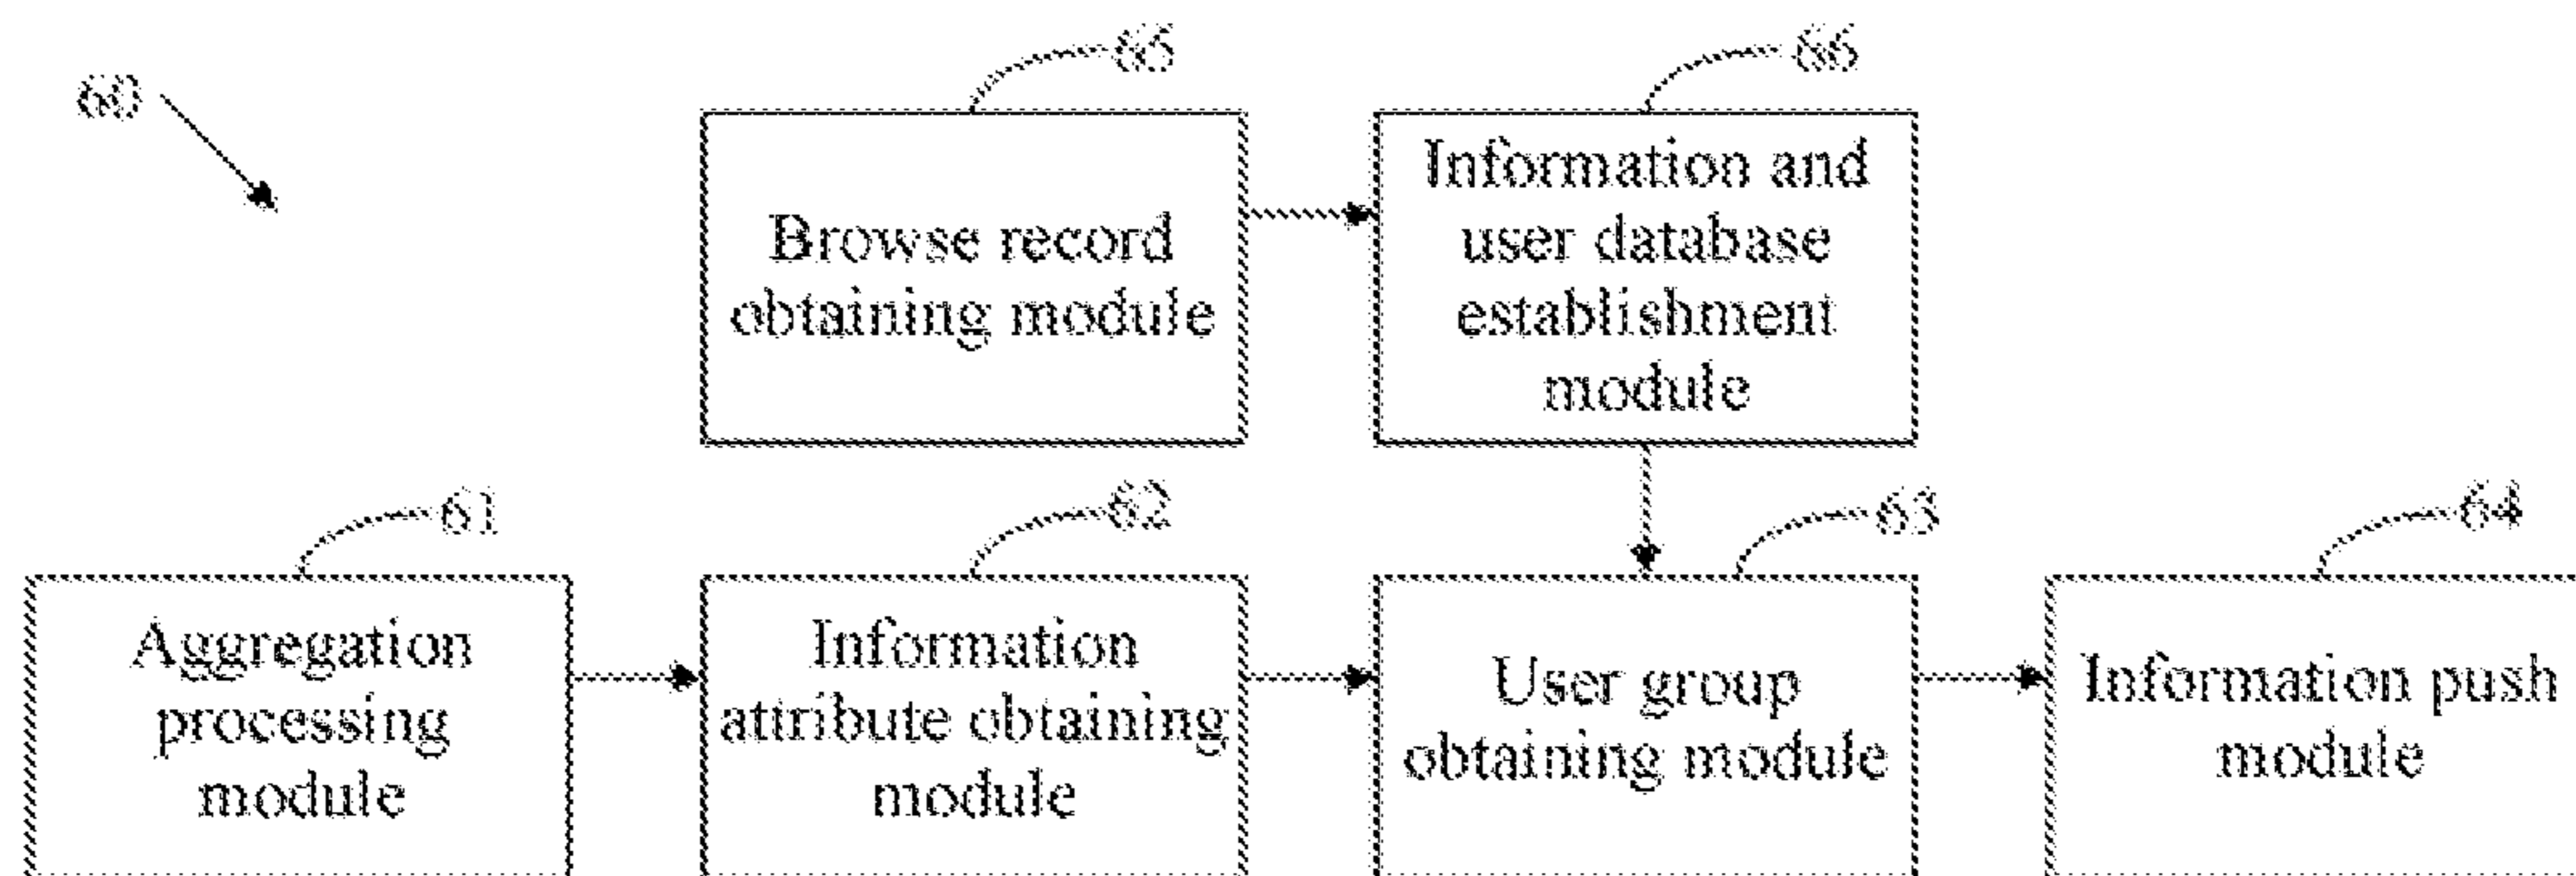 60
65
66
Browse record
obtaining module
Information and
user database
establishment
module
61
62
63
64
Aggregation
processing
module
Information
attribute obtaining
module
User group
obtaining module
Information push
module